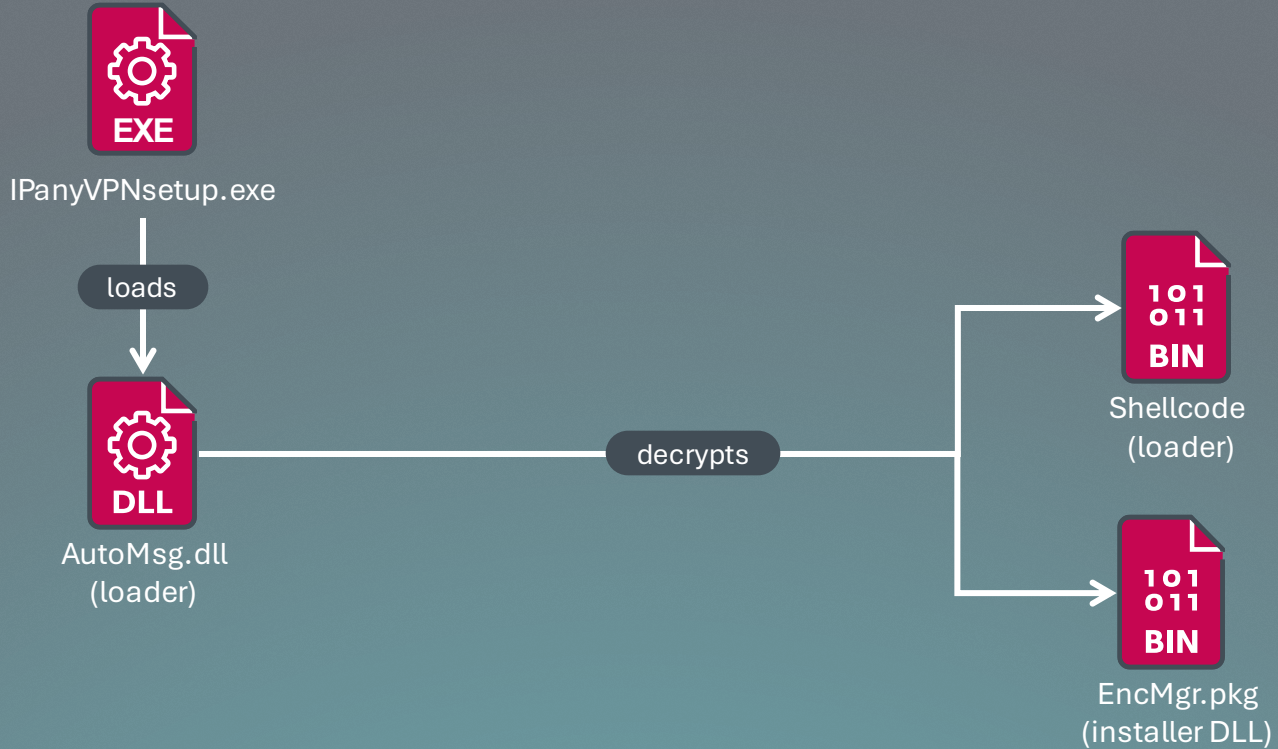 EXE
IPanyVPNsetup.exe
loads
DLL
AutoMsg.dll
(loader)
decrypts
101
011
BIN
Shellcode
(loader)
101
011
BIN
EncMgr.pkg
(installer DLL)